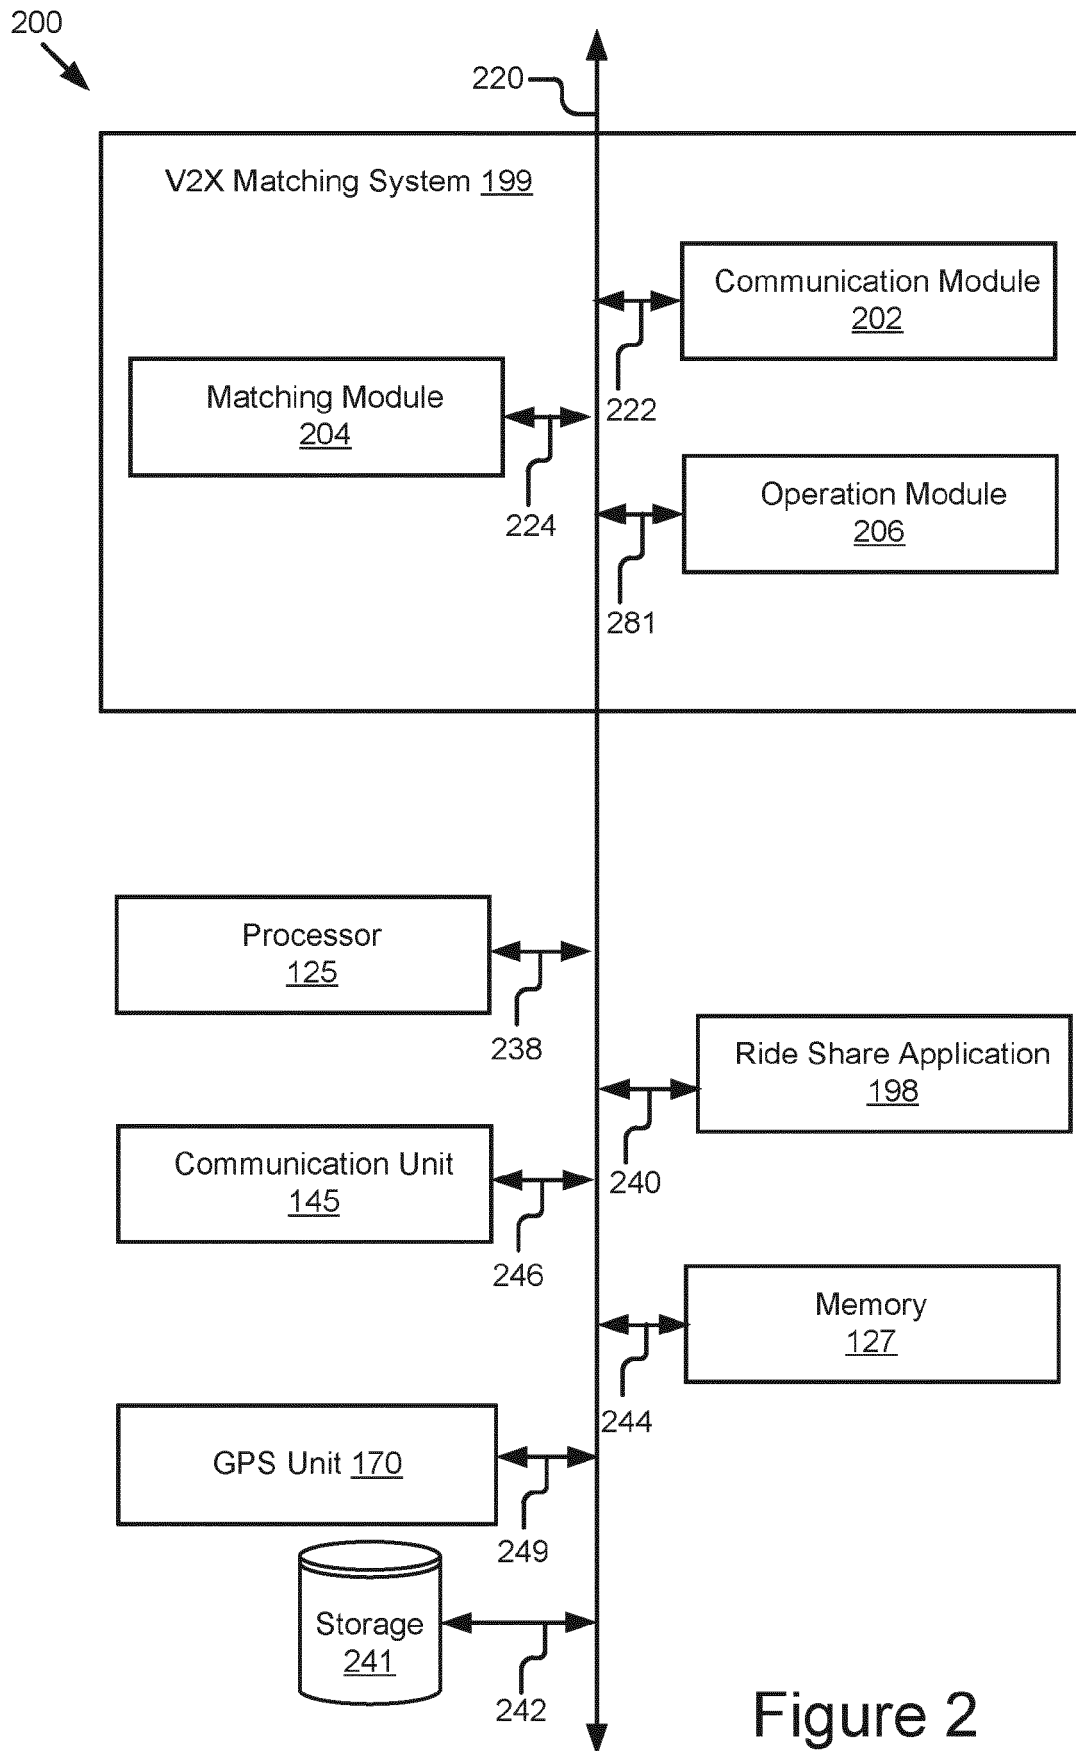 200
220
V2X Matching System 199
Communication Module
202
222
Matching Module
204
224
Operation Module
206
281
Processor
125
238
Ride Share Application
198
240
Communication Unit
145
246
Memory
127
244
GPS Unit 170
249
Storage
241
242
Figure 2